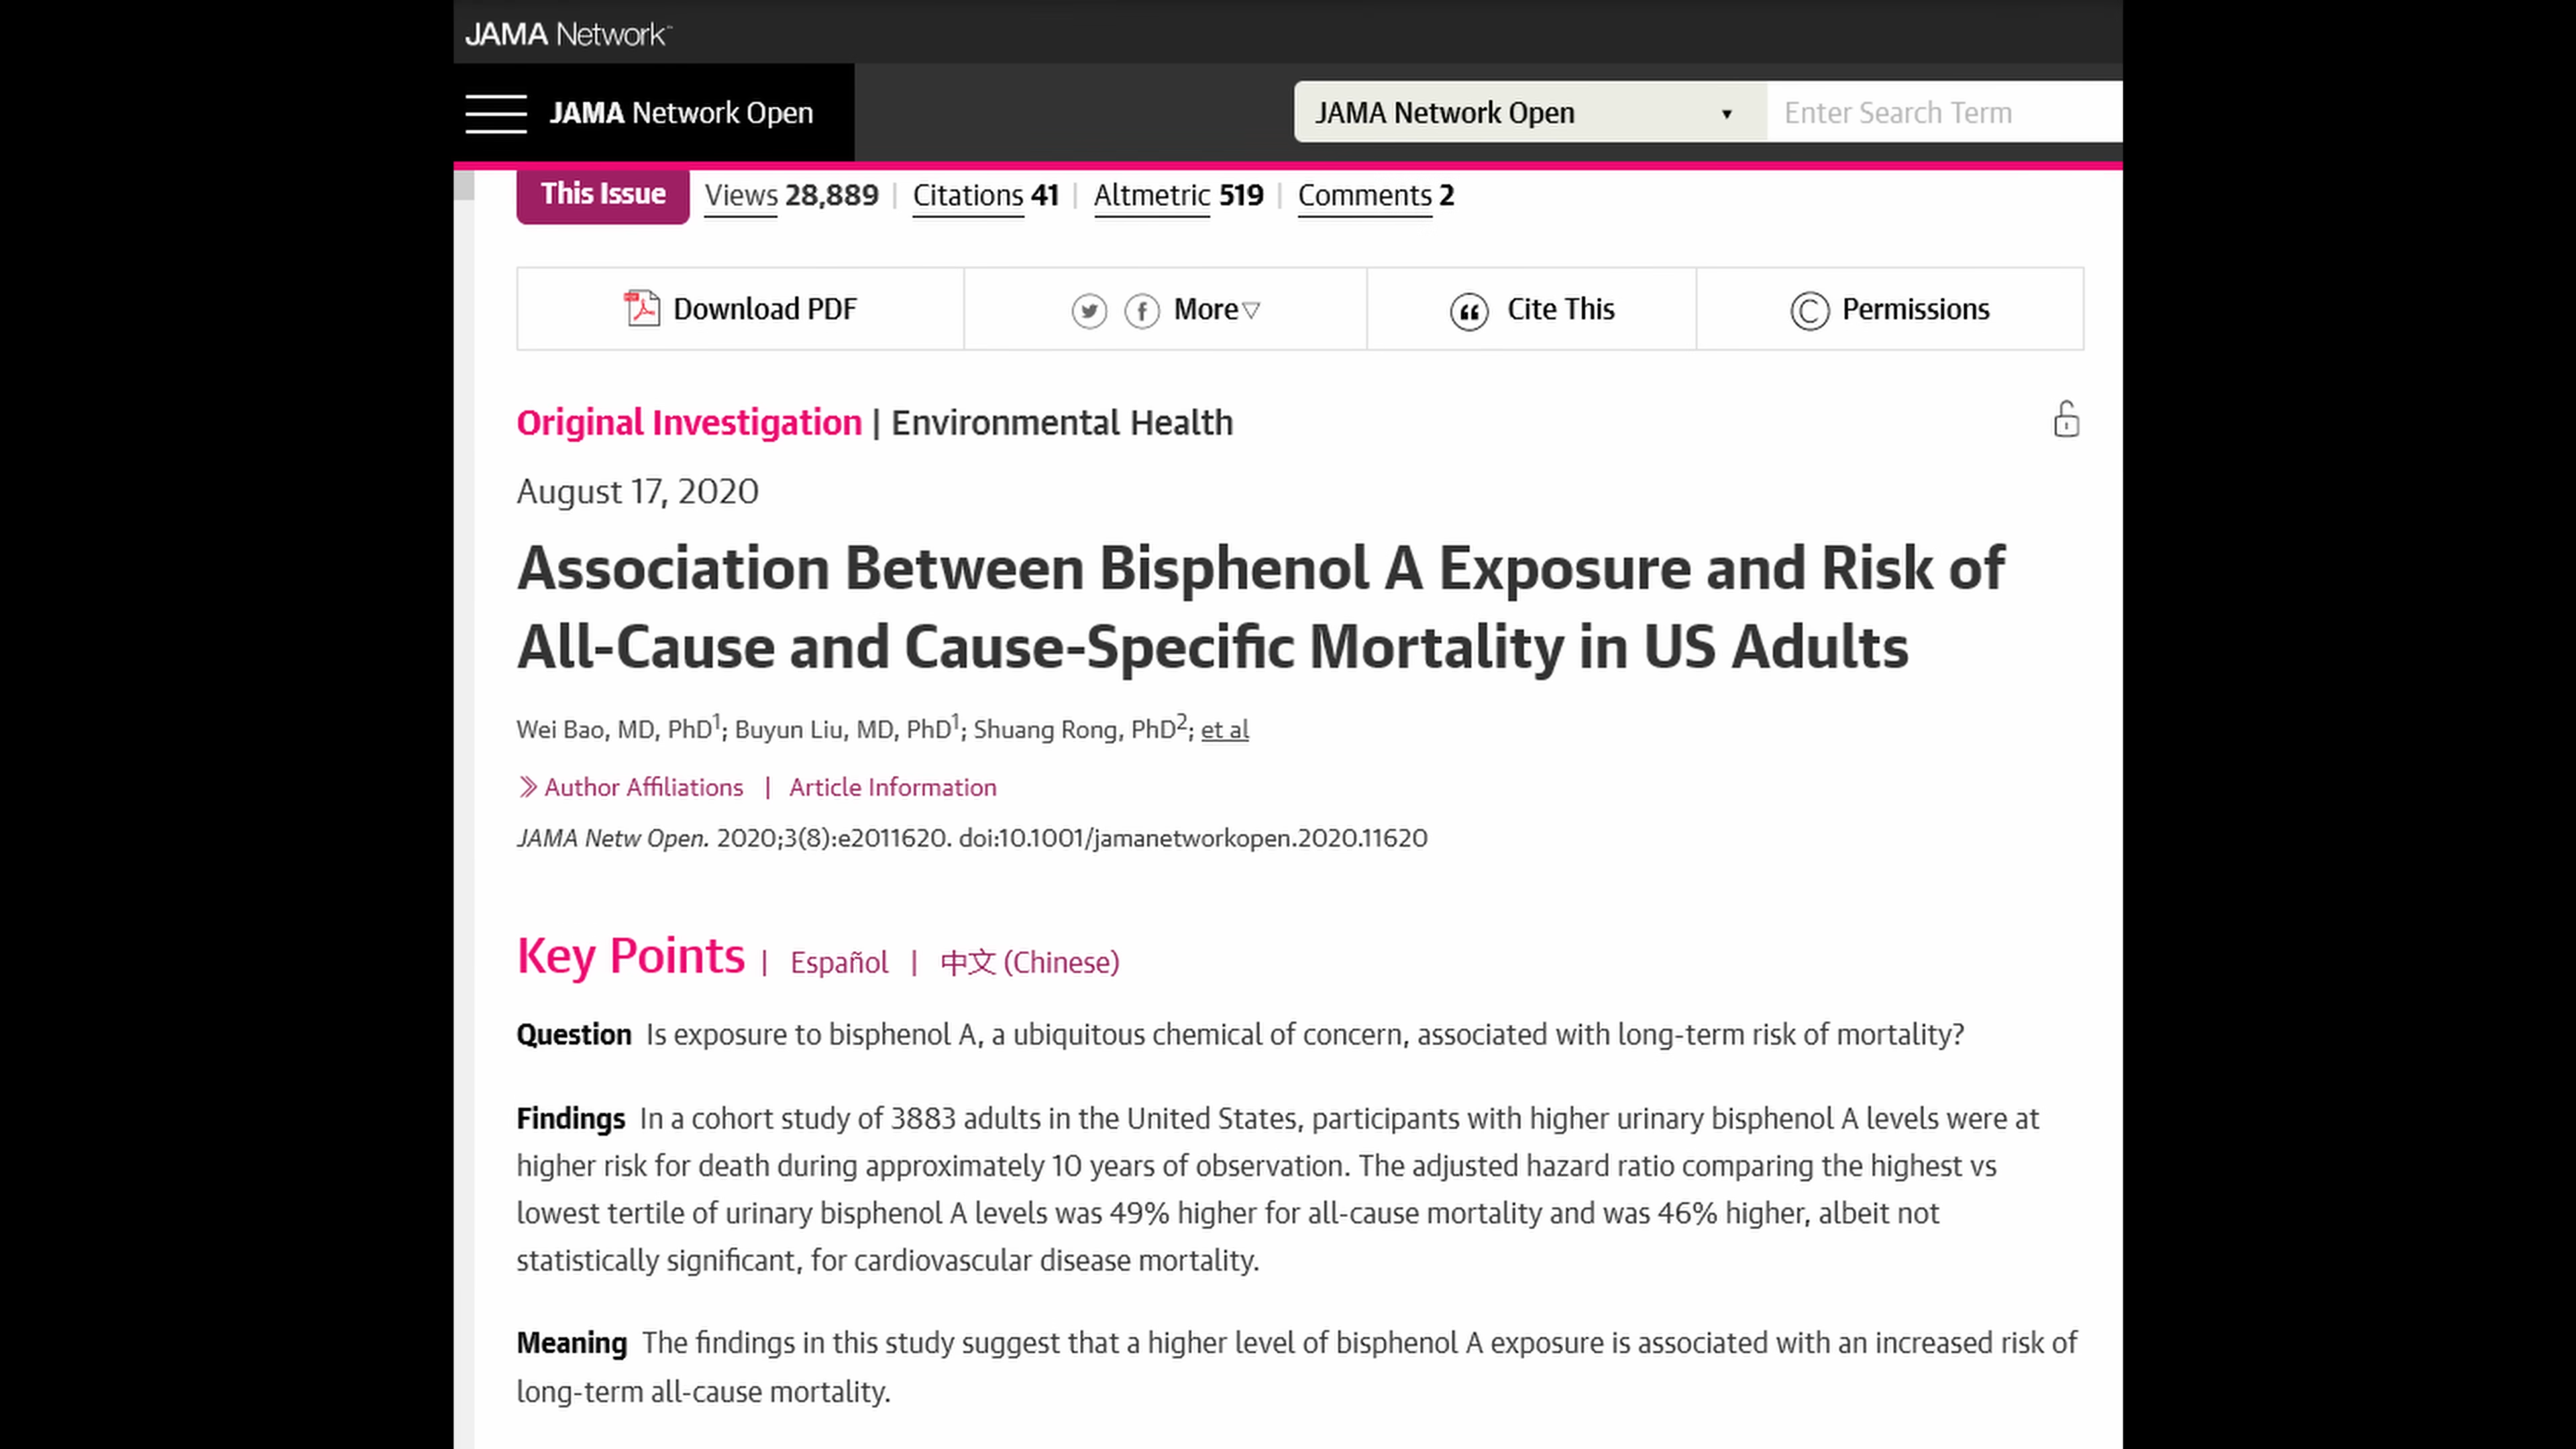 JAMA Network™
JAMA Network Open
JAMA Network Open ▼ Enter Search Term
This Issue Views 28,889 | Citations 41 | Altmetric 519 | Comments 2
Download PDF More▽ Cite This Permissions
Original Investigation | Environmental Health
August 17, 2020
Association Between Bisphenol A Exposure and Risk of
All-Cause and Cause-Specific Mortality in US Adults
Wei Bao, MD, PhD1; Buyun Liu, MD, PhD1; Shuang Rong, PhD2; et al
Author Affiliations | Article Information
JAMA Netw Open. 2020;3(8):e2011620. doi:10.1001/jamanetworkopen.2020.11620
Key Points | Español | 中文 (Chinese)
Question Is exposure to bisphenol A, a ubiquitous chemical of concern, associated with long-term risk of mortality?
Findings In a cohort study of 3883 adults in the United States, participants with higher urinary bisphenol A levels were at
higher risk for death during approximately 10 years of observation. The adjusted hazard ratio comparing the highest vs
lowest tertile of urinary bisphenol A levels was 49% higher for all-cause mortality and was 46% higher, albeit not
statistically significant, for cardiovascular disease mortality.
Meaning The findings in this study suggest that a higher level of bisphenol A exposure is associated with an increased risk of
long-term all-cause mortality.